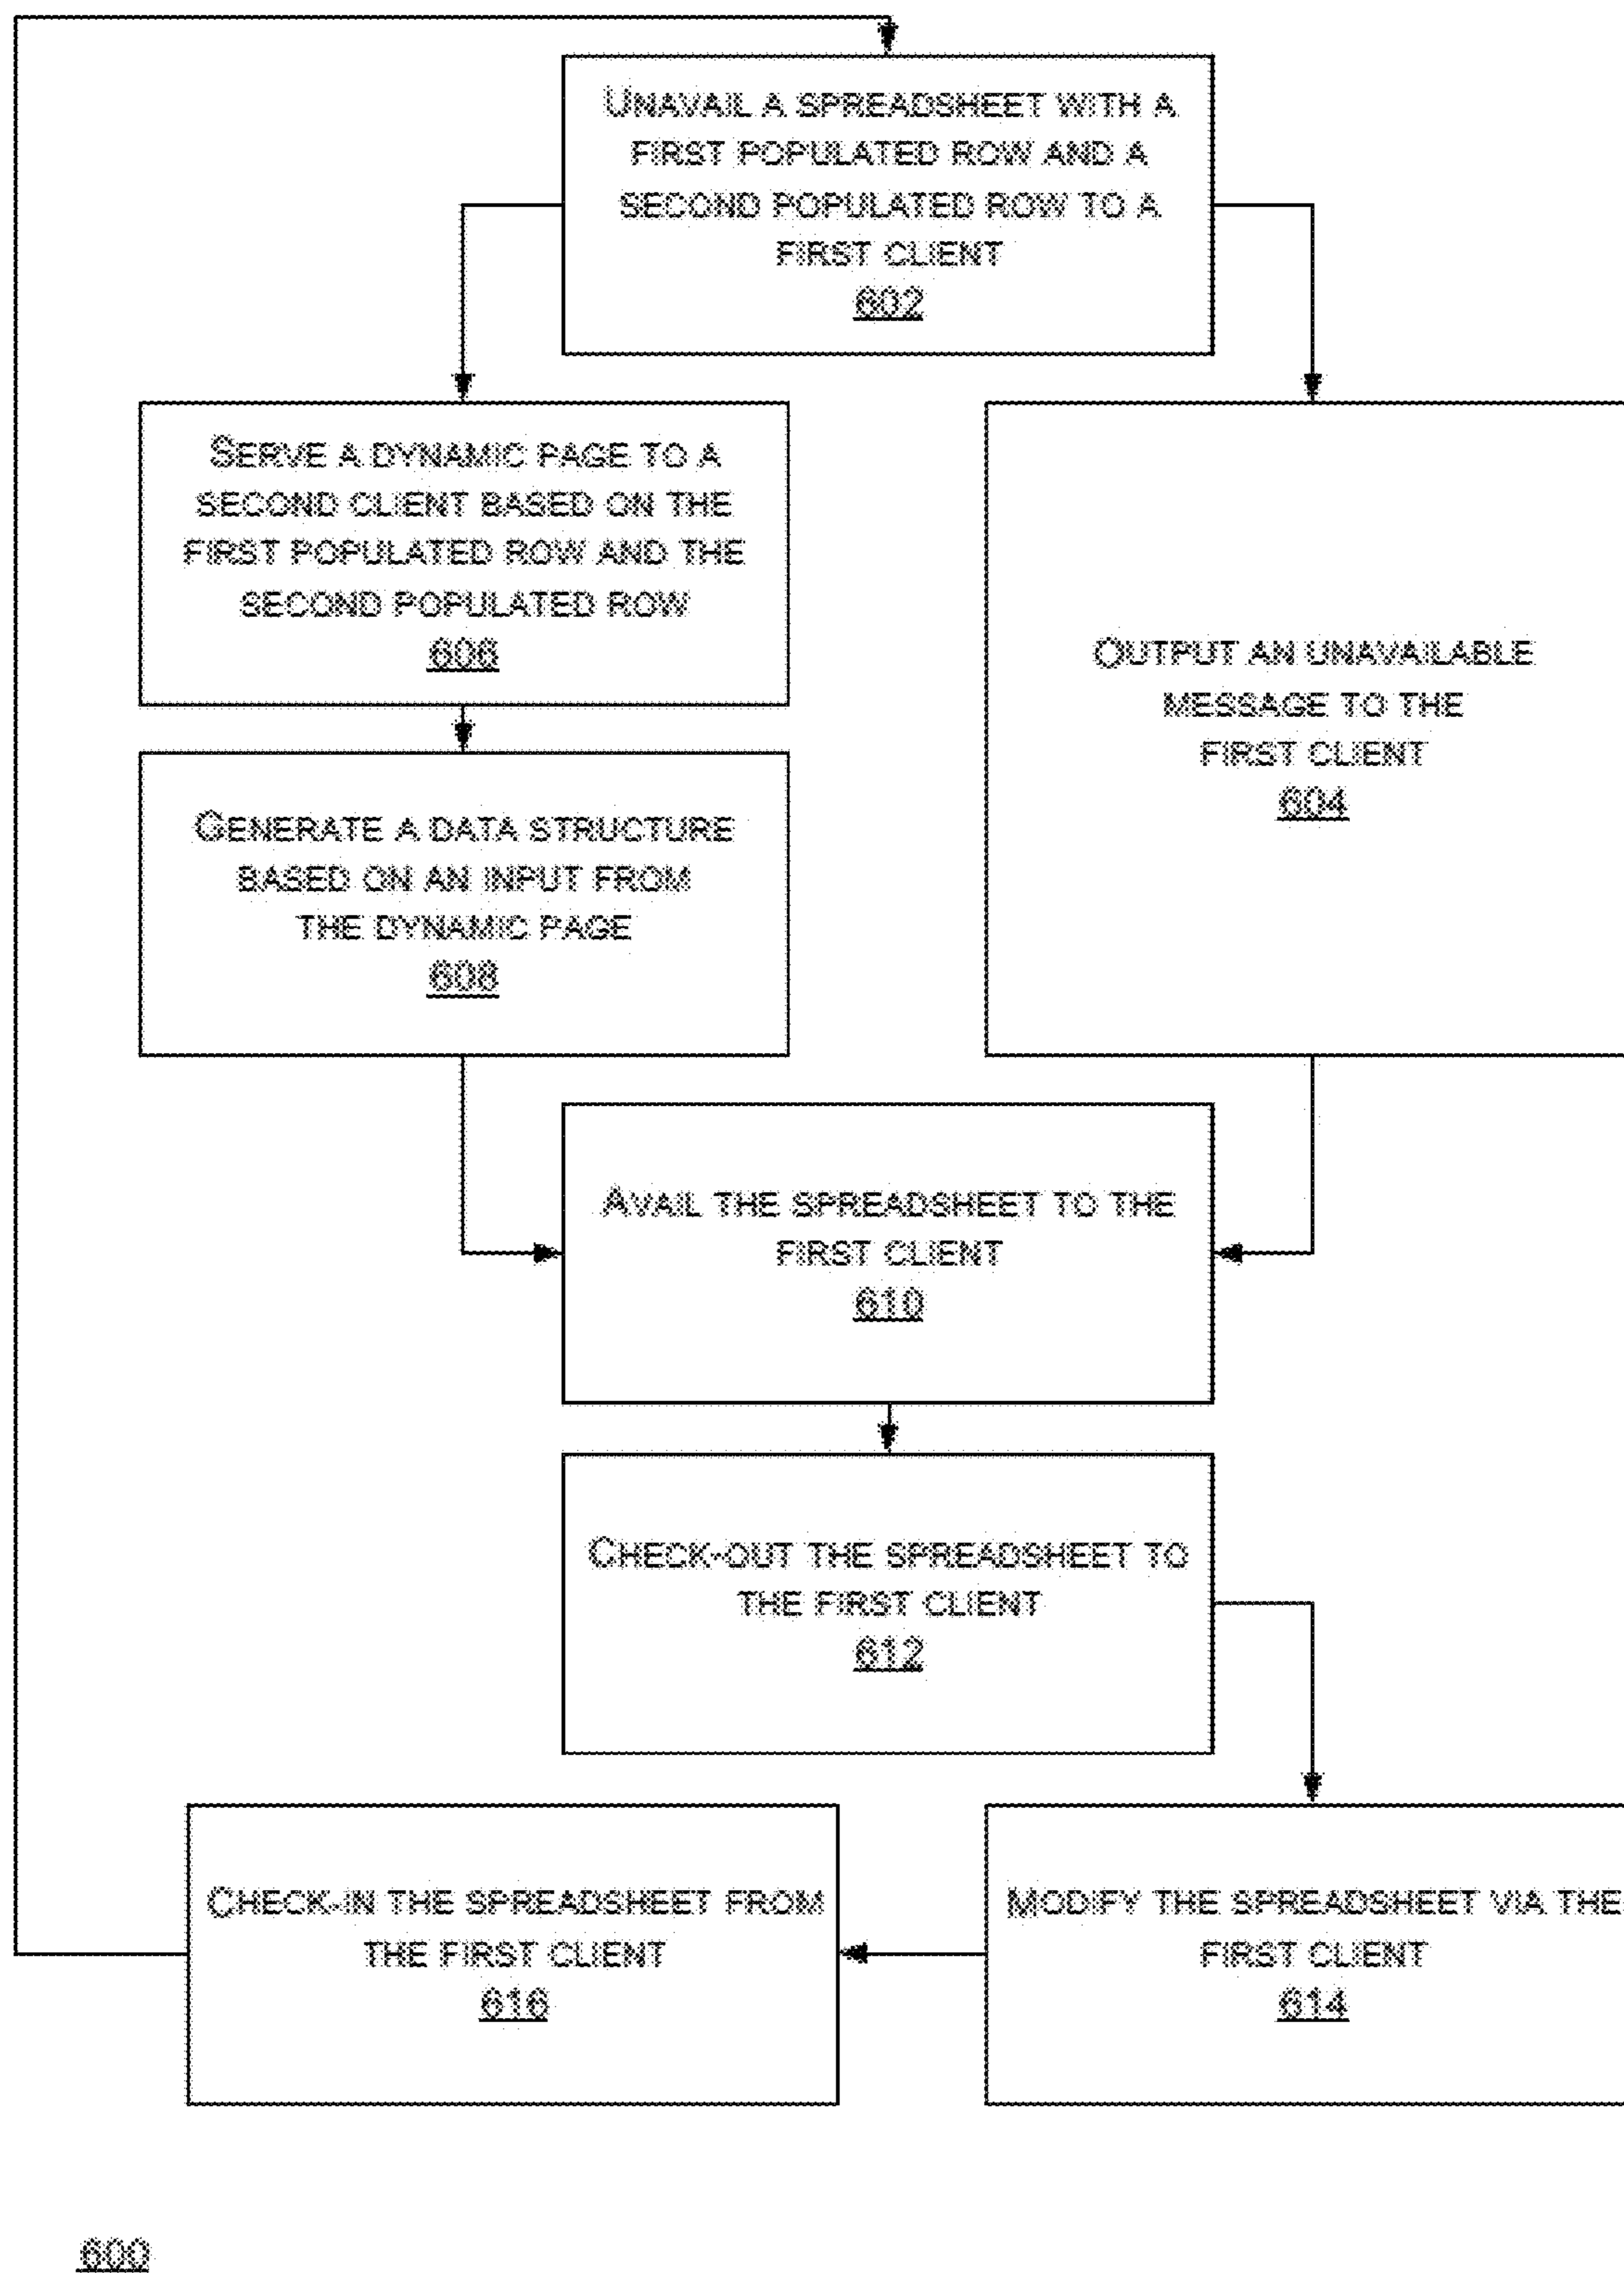 UNAVAIL A SPREADSHEET WITH A
FIRST POPULATED ROW AND A
SECOND POPULATED ROW TO A
FIRST CLIENT
602
SERVE A DYNAMIC PAGE TO A
SECOND CLIENT BASED ON THE
FIRST POPULATED ROW AND THE
SECOND POPULATED ROW
606
OUTPUT AN UNAVAILABLE
MESSAGE TO THE
FIRST CLIENT
604
GENERATE A DATA STRUCTURE
BASED ON AN INPUT FROM
THE DYNAMIC PAGE
608
AVAIL THE SPREADSHEET TO THE
FIRST CLIENT
610
CHECK-OUT THE SPREADSHEET TO
THE FIRST CLIENT
612
CHECK-IN THE SPREADSHEET FROM
THE FIRST CLIENT
616
MODIFY THE SPREADSHEET VIA THE
FIRST CLIENT
614
600